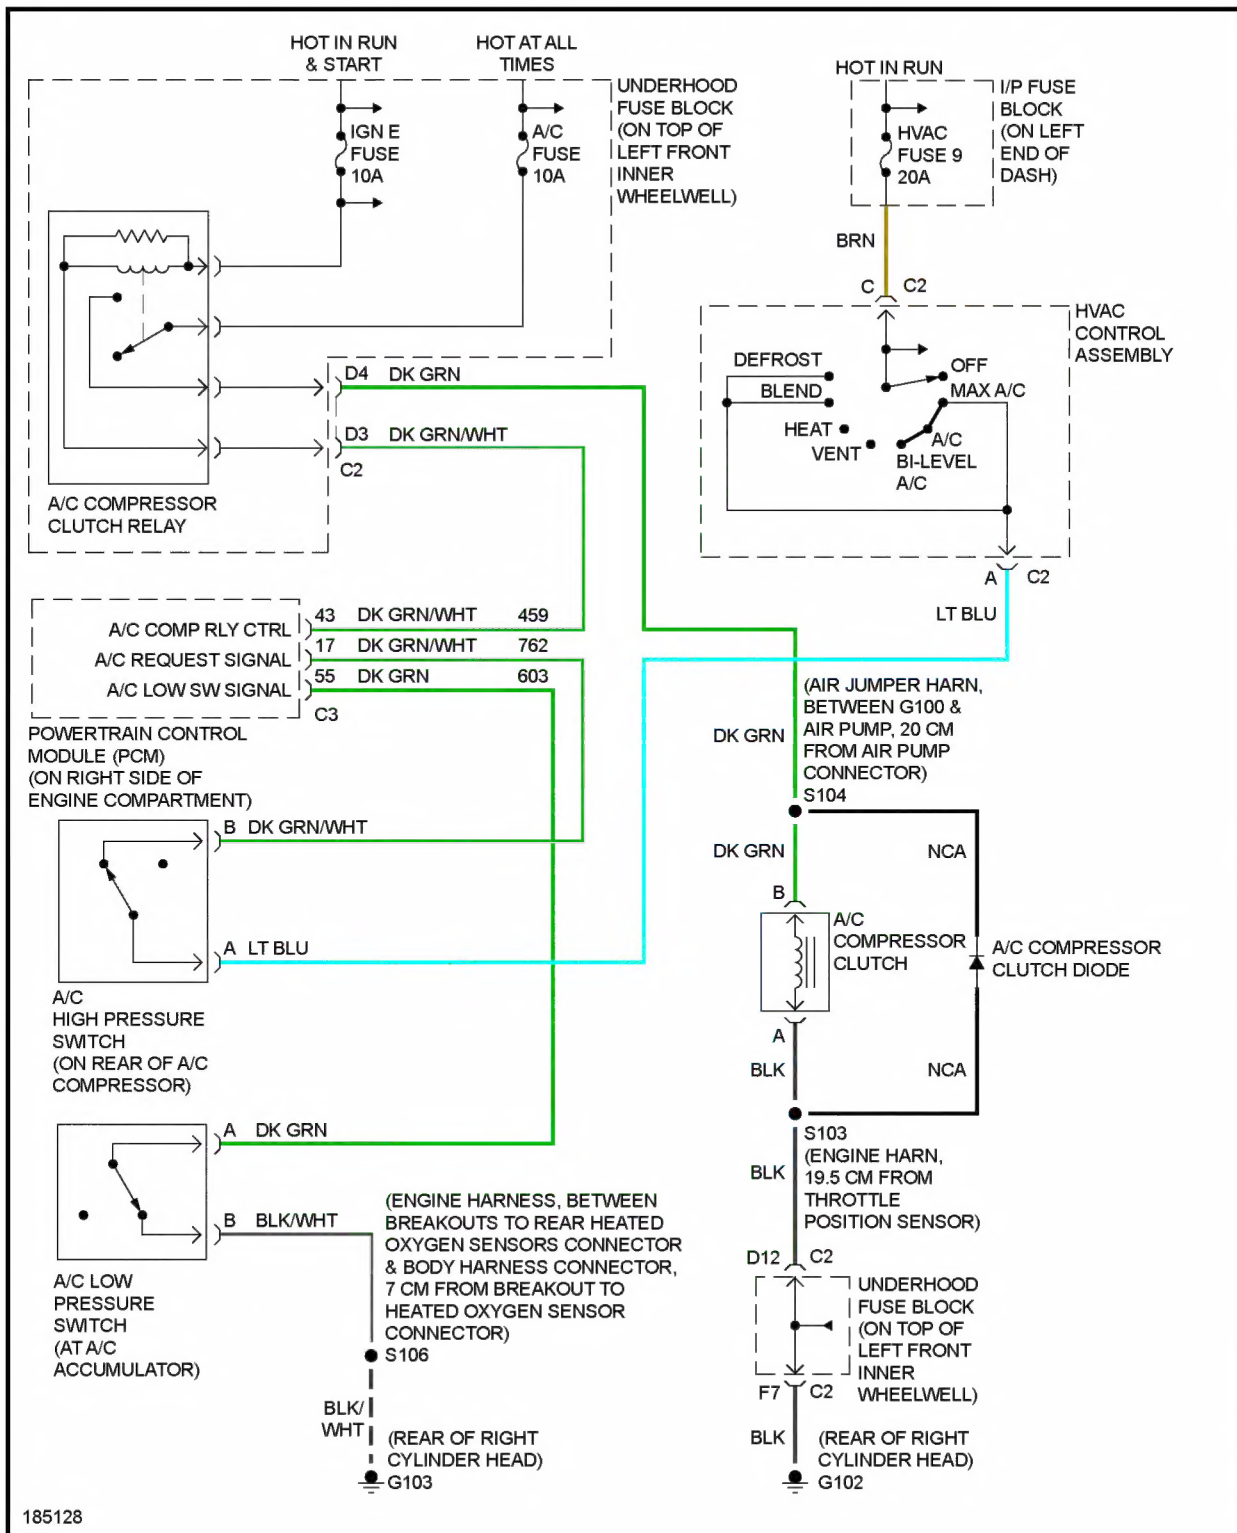 HOT IN RUN
& START
HOT AT ALL
TIMES
HOT IN RUN
UNDERHOOD
FUSE BLOCK
(ON TOP OF
LEFT FRONT
INNER
WHEELWELL)
I/P FUSE
BLOCK
(ON LEFT
END OF
DASH)
IGN E
FUSE
10A
A/C
FUSE
10A
HVAC
FUSE 9
20A
BRN
C
C2
HVAC
CONTROL
ASSEMBLY
DEFROST
BLEND
HEAT
VENT
OFF
MAX A/C
A/C
BI-LEVEL
A/C
D4 DK GRN
D3 DK GRN/WHT
C2
A/C COMPRESSOR
CLUTCH RELAY
A
C2
LT BLU
A/C COMP RLY CTRL
43 DK GRN/WHT 459
A/C REQUEST SIGNAL
17 DK GRN/WHT 762
A/C LOW SW SIGNAL
55 DK GRN 603
C3
POWERTRAIN CONTROL
MODULE (PCM)
(ON RIGHT SIDE OF
ENGINE COMPARTMENT)
(AIR JUMPER HARN,
BETWEEN G100 &
AIR PUMP, 20 CM
FROM AIR PUMP
CONNECTOR)
S104
DK GRN
DK GRN
NCA
B DK GRN/WHT
A LT BLU
A/C
HIGH PRESSURE
SWITCH
(ON REAR OF A/C
COMPRESSOR)
B
A/C
COMPRESSOR
CLUTCH
A/C COMPRESSOR
CLUTCH DIODE
A
BLK
NCA
S103
(ENGINE HARN,
19.5 CM FROM
THROTTLE
POSITION SENSOR)
BLK
A DK GRN
B BLK/WHT
A/C LOW
PRESSURE
SWITCH
(AT A/C
ACCUMULATOR)
(ENGINE HARNESS, BETWEEN
BREAKOUTS TO REAR HEATED
OXYGEN SENSORS CONNECTOR
& BODY HARNESS CONNECTOR,
7 CM FROM BREAKOUT TO
HEATED OXYGEN SENSOR
CONNECTOR)
S106
BLK/
WHT
(REAR OF RIGHT
CYLINDER HEAD)
G103
D12
C2
UNDERHOOD
FUSE BLOCK
(ON TOP OF
LEFT FRONT
INNER
WHEELWELL)
F7
C2
BLK
(REAR OF RIGHT
CYLINDER HEAD)
G102
185128